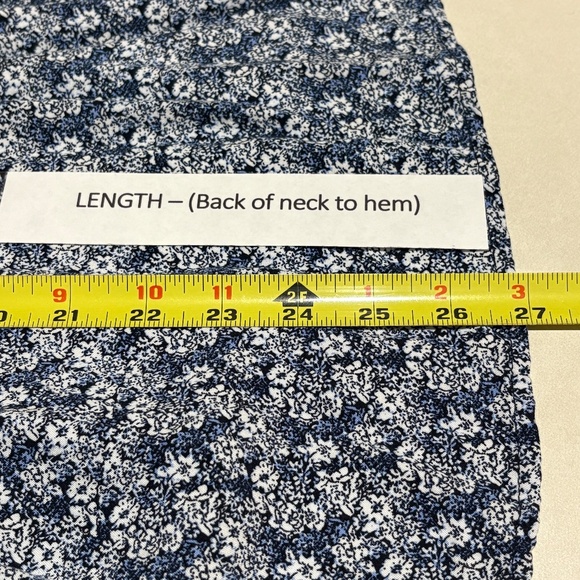 LENGTH – (Back of neck to hem)
9 10 11 2F 1 2 3
21 22 23 24 25 26 27